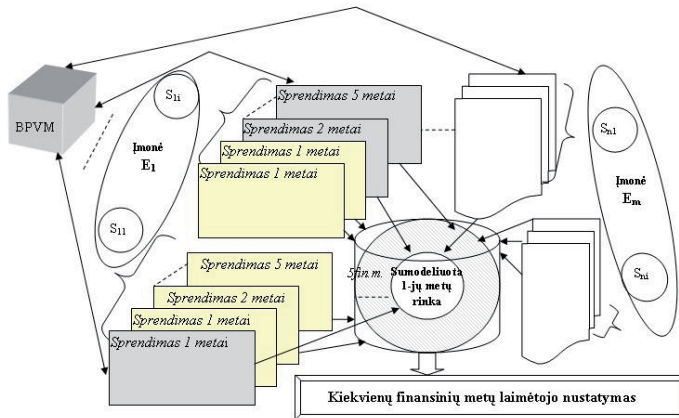 BPVM
S1i
Įmonė
E1
S11
Sprendimas 5 metai
Sprendimas 2 metai
Sprendimas 1 metai
Sprendimas 1 metai
Sn1
Įmonė
Em
Sni
Sprendimas 5 metai
Sprendimas 2 metai
Sprendimas 1 metai
Sprendimas 1 metai
5fin.m.
Sumodeliuota
1-jų metų
rinka
Kiekvienų finansinių metų laimėtojo nustatymas